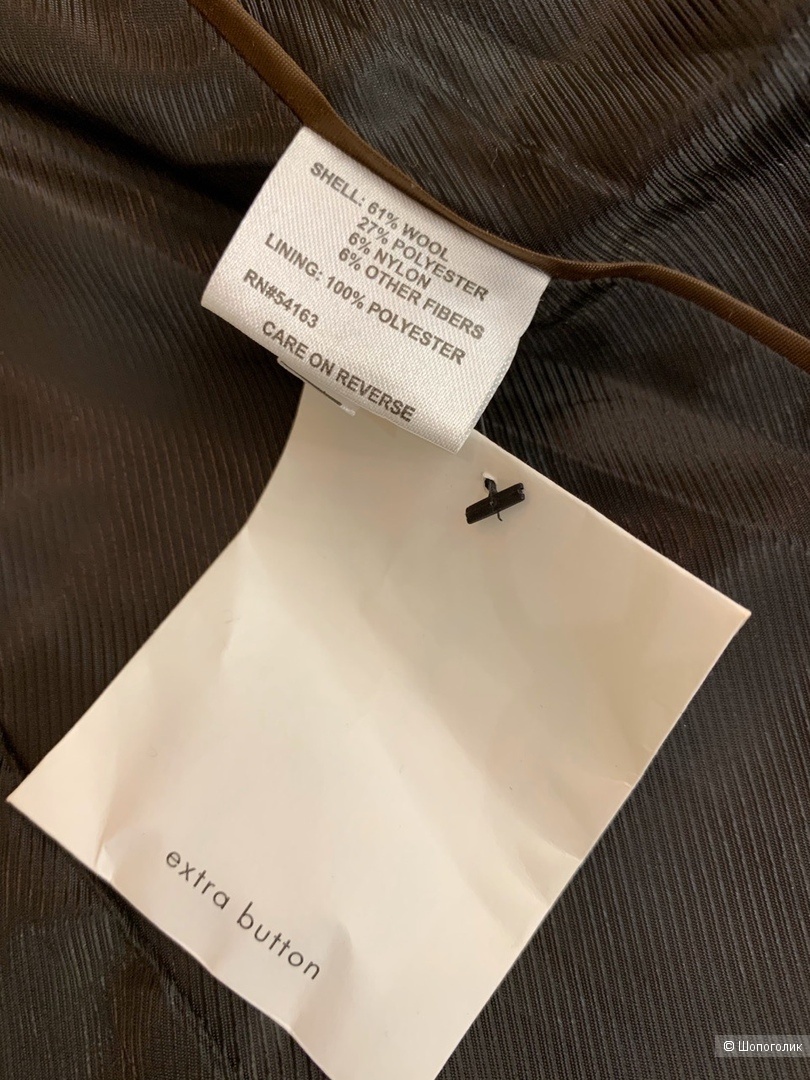 SHELL: 61% WOOL
27% POLYESTER
6% NYLON
6% OTHER FIBERS
LINING: 100% POLYESTER
RN#54163
CARE ON REVERSE
extra button
© Шопоголик